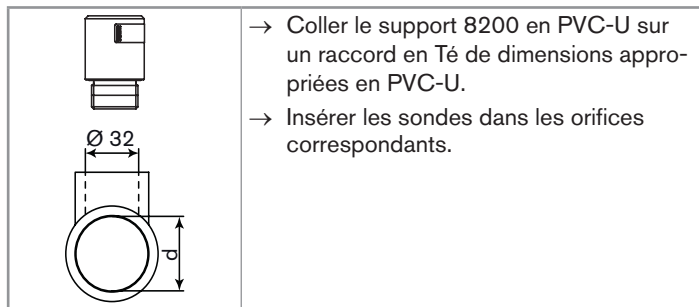 → Coller le support 8200 en PVC-U sur
un raccord en Té de dimensions appro-
priées en PVC-U.
→ Insérer les sondes dans les orifices
correspondants.
Ø 32
d